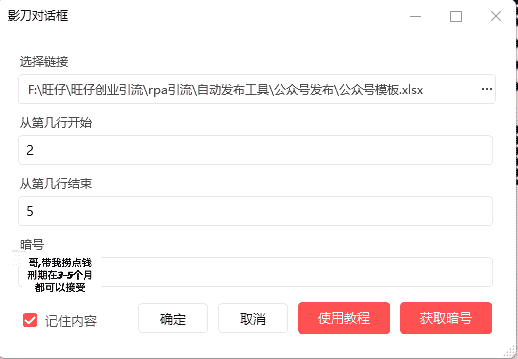 影刀对话框
选择链接
F:\旺仔\旺仔创业引流\rpa引流\自动发布工具\公众号发布\公众号模板.xlsx
从第几行开始
2
从第几行结束
5
暗号
哥,带我捞点钱
刑期在3-5个月
都可以接受
记住内容
确定
取消
使用教程
获取暗号